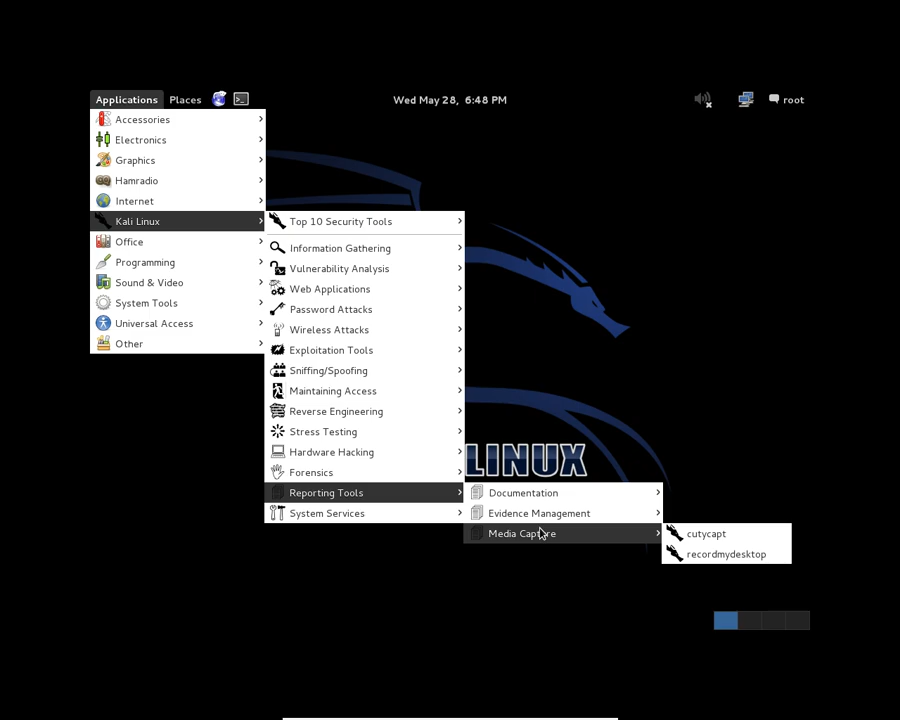 Applications Places Wed May 28, 6:48 PM root
Accessories
Electronics
Graphics
Hamradio
Internet
Kali Linux
Office
Programming
Sound & Video
System Tools
Universal Access
Other
Top 10 Security Tools
Information Gathering
Vulnerability Analysis
Web Applications
Password Attacks
Wireless Attacks
Exploitation Tools
Sniffing/Spoofing
Maintaining Access
Reverse Engineering
Stress Testing
Hardware Hacking
Forensics
Reporting Tools
System Services
LINUX
Documentation
Evidence Management
Media Capture
cutycapt
recordmydesktop